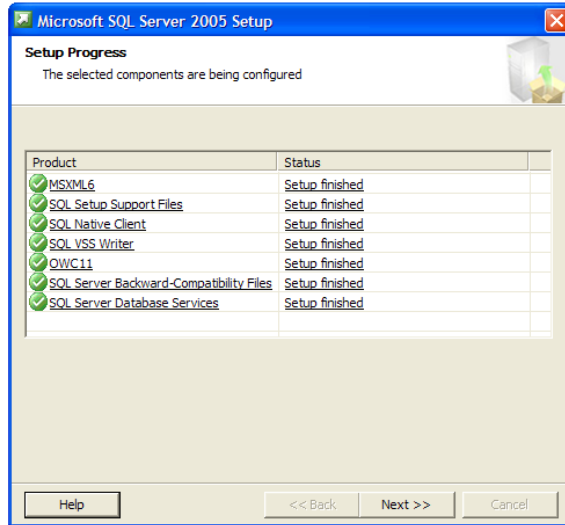 Microsoft SQL Server 2005 Setup
Setup Progress
The selected components are being configured
Product Status
MSXML6 Setup finished
SQL Setup Support Files Setup finished
SQL Native Client Setup finished
SQL VSS Writer Setup finished
OWC11 Setup finished
SQL Server Backward-Compatibility Files Setup finished
SQL Server Database Services Setup finished
Help << Back Next >> Cancel